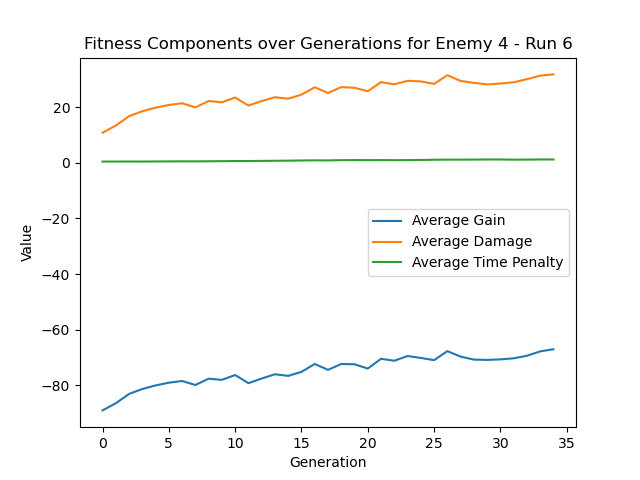 Fitness Components over Generations for Enemy 4 - Run 6
Value
20
0
−20
−40
−60
−80
Average Gain
Average Damage
Average Time Penalty
0 5 10 15 20 25 30 35
Generation